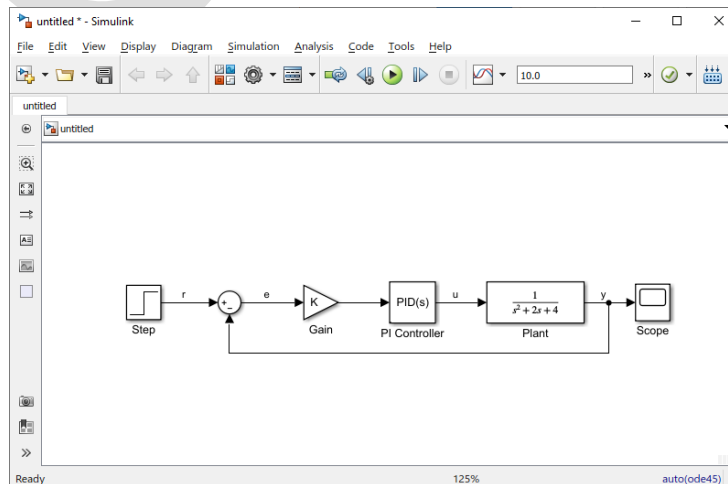 untitled * - Simulink
File Edit View Display Diagram Simulation Analysis Code Tools Help
10.0 »
untitled
untitled
r e u y
+
-
K
PID(s)
1
s² + 2s + 4
Step Gain PI Controller Plant Scope
»
Ready 125% auto(ode45)